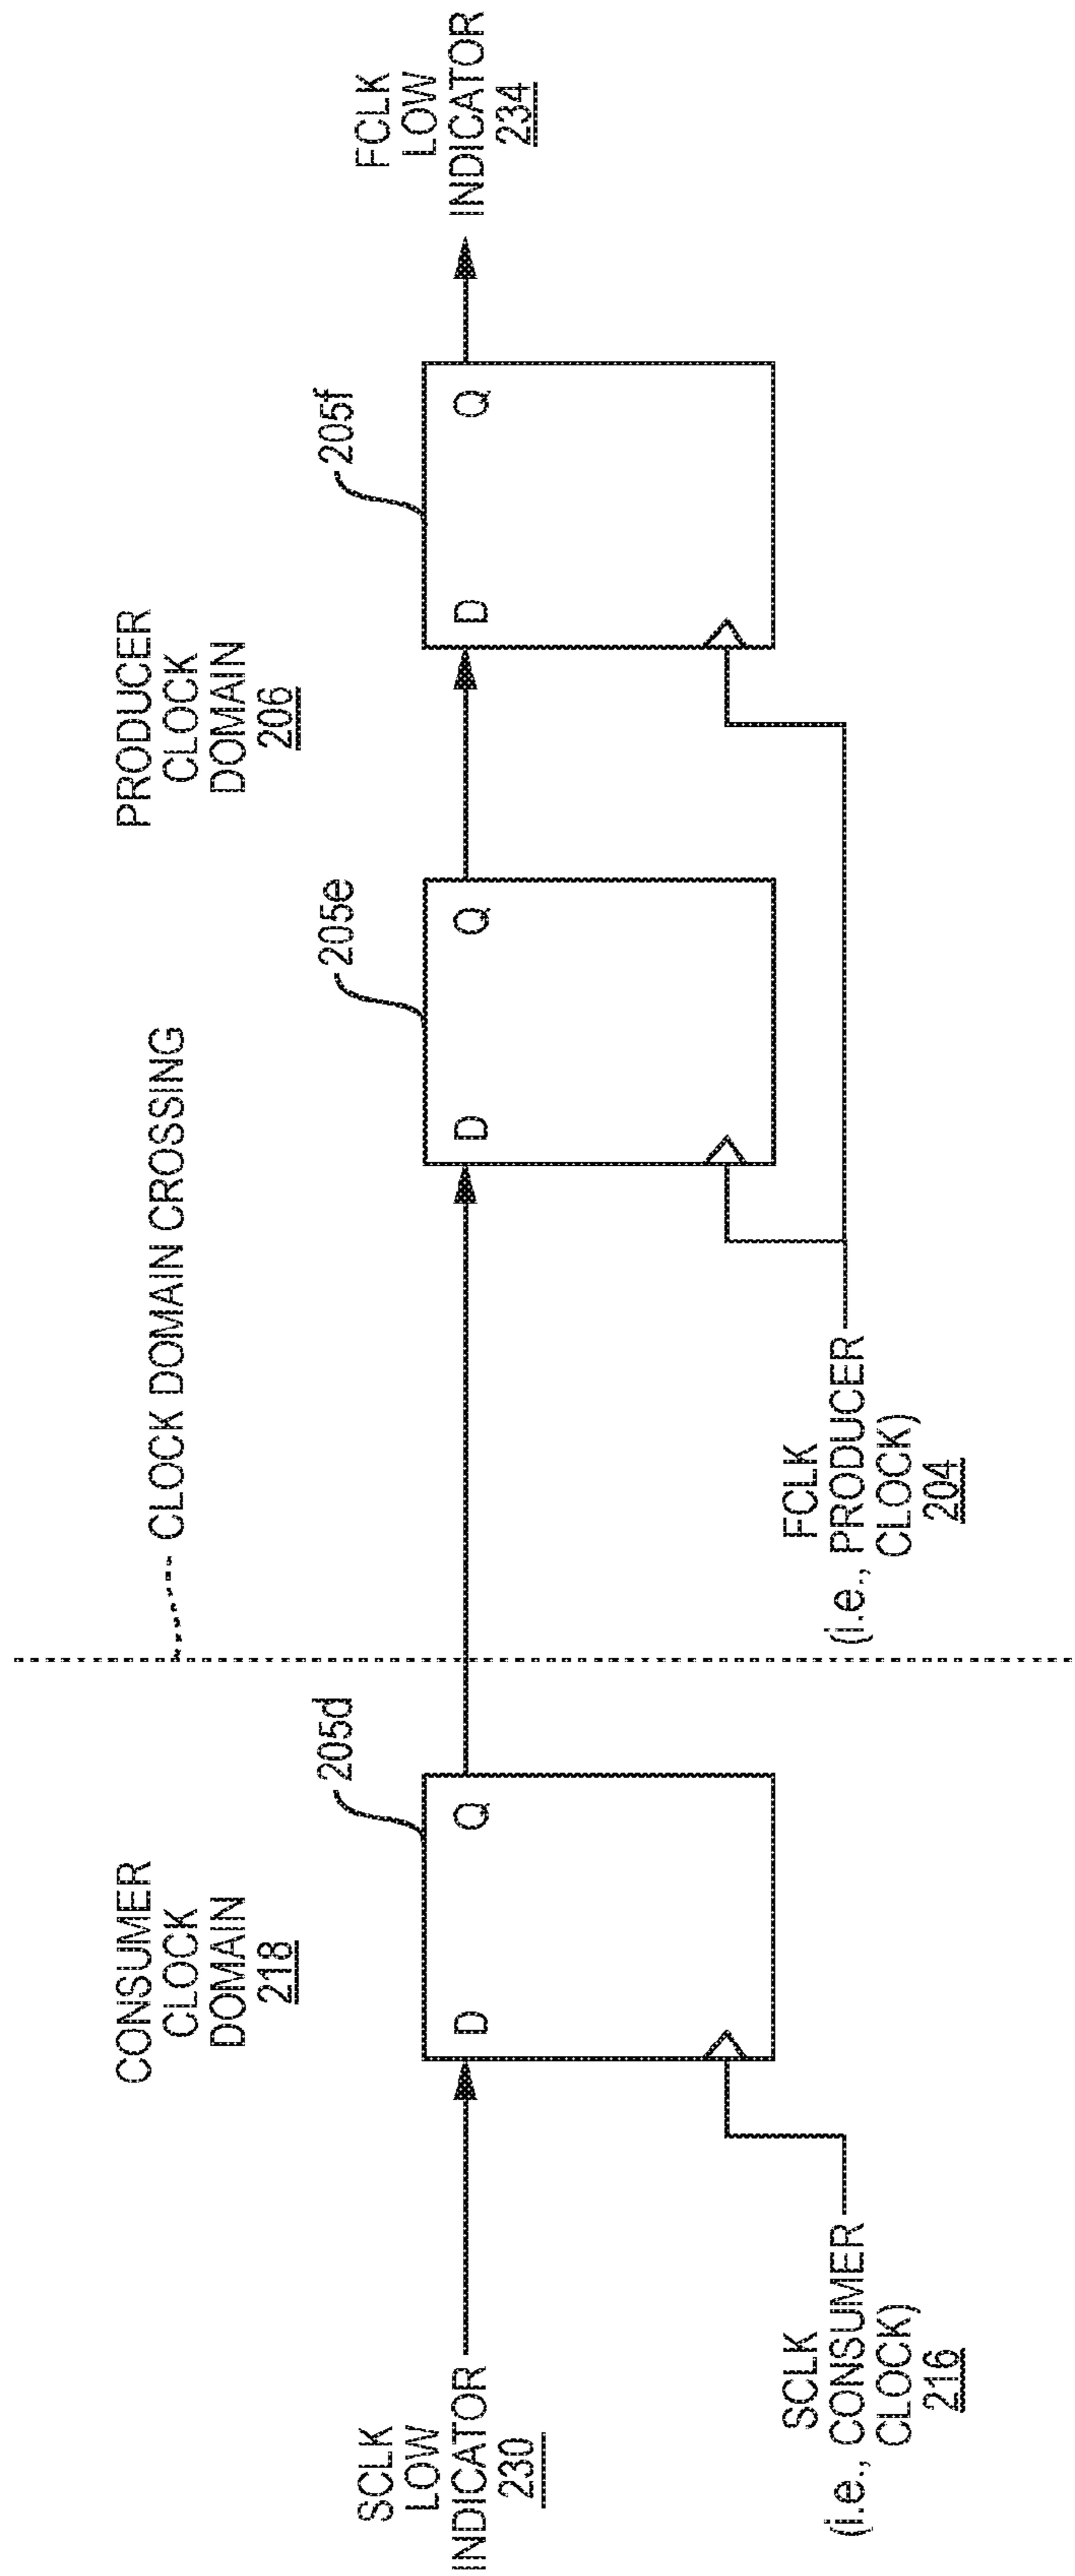 CONSUMER
CLOCK
DOMAIN
218
CLOCK DOMAIN CROSSING
PRODUCER
CLOCK
DOMAIN
206
SCLK
LOW
INDICATOR
230
205d
D
Q
205e
D
Q
205f
D
Q
FCLK
LOW
INDICATOR
234
SCLK
(i.e., CONSUMER
CLOCK)
216
FCLK
(i.e., PRODUCER
CLOCK)
204